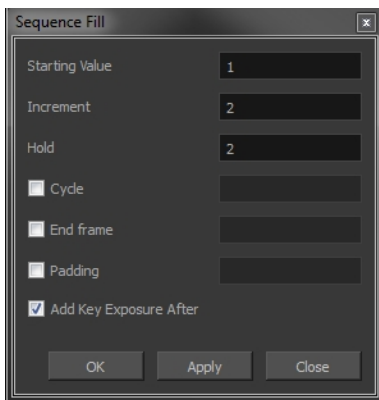 Sequence Fill
Starting Value 1
Increment 2
Hold 2
Cycle
End frame
Padding
Add Key Exposure After
OK Apply Close